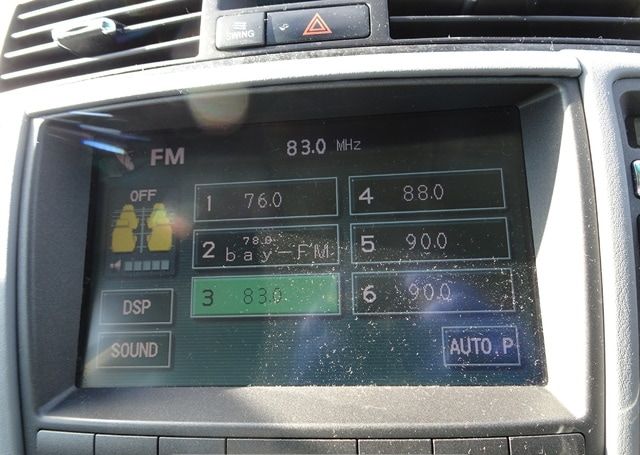 SWING
FM 83.0 MHz
OFF
1 76.0
4 88.0
2 78.0 bay-FM
5 90.0
3 83.0
6 90.0
DSP
SOUND
AUTO.P